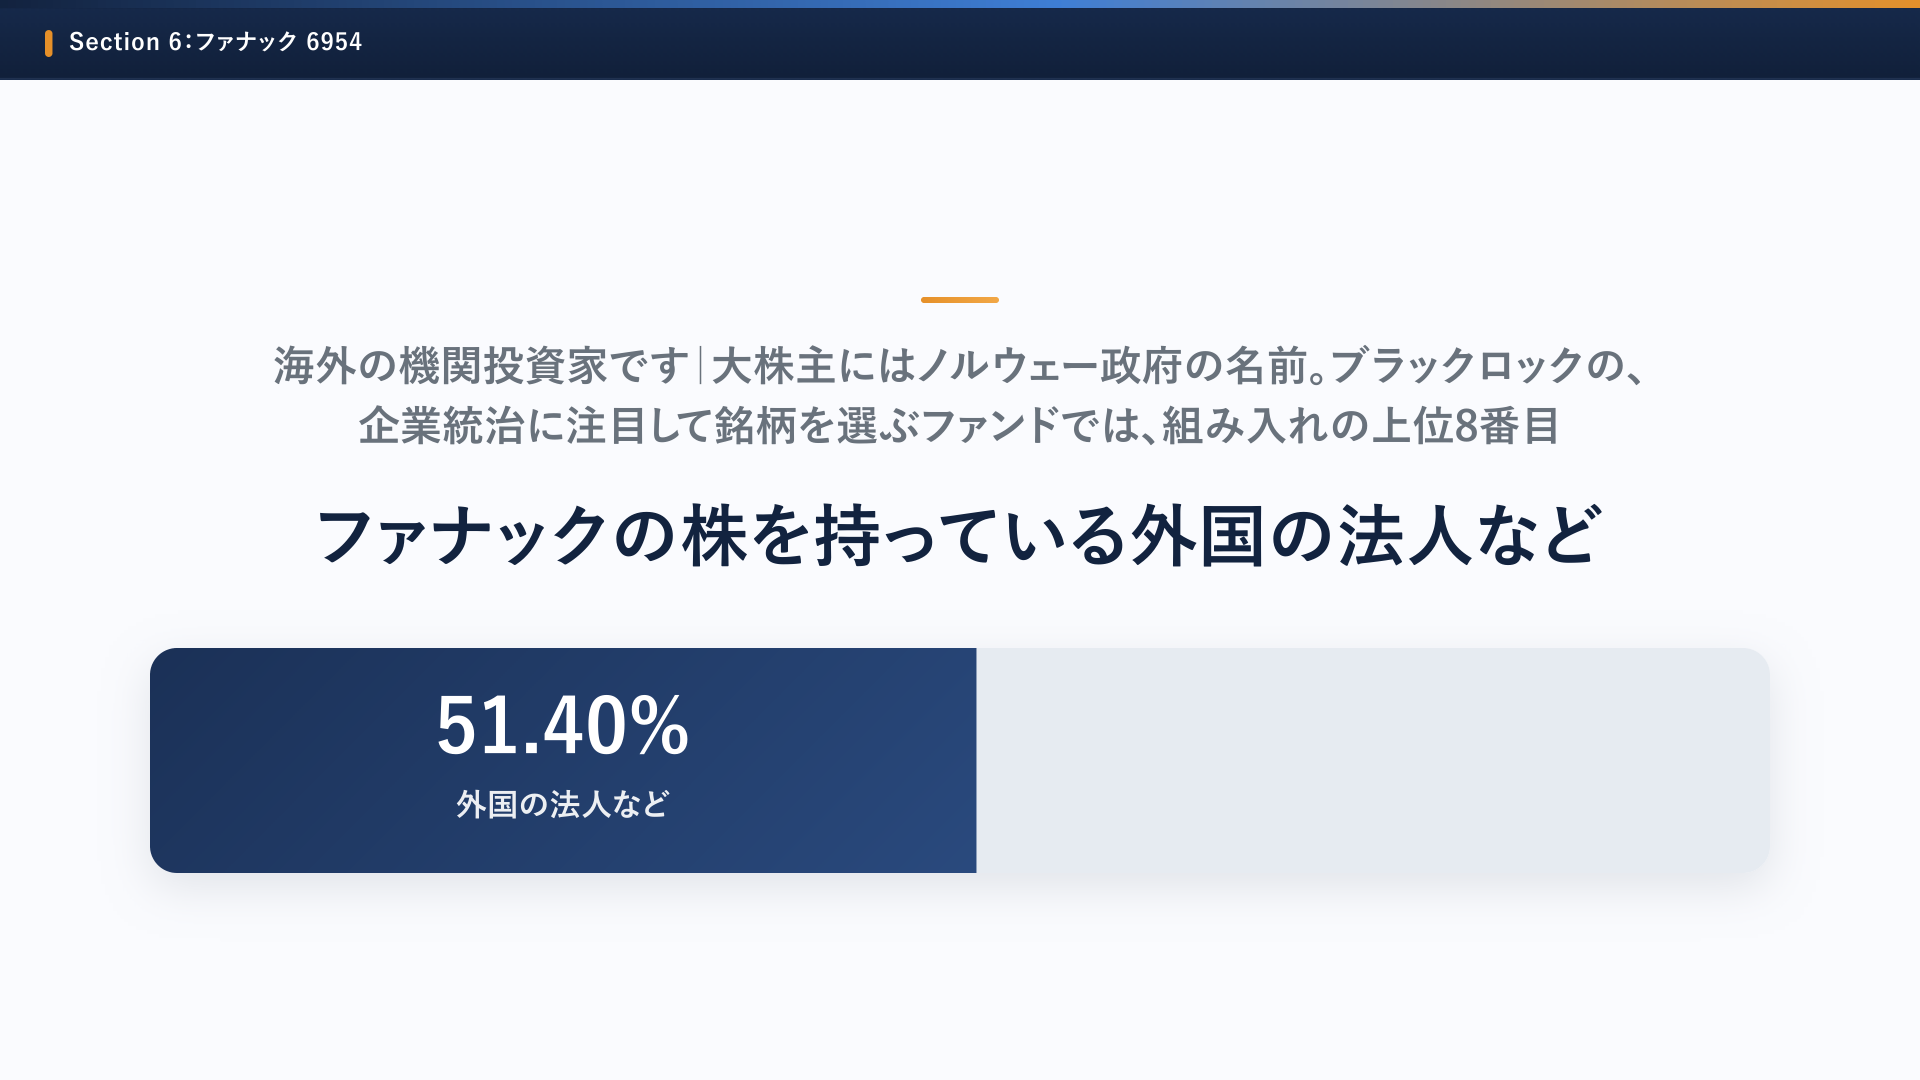 Section 6：ファナック 6954
海外の機関投資家です｜大株主にはノルウェー政府の名前。ブラックロックの、
企業統治に注目して銘柄を選ぶファンドでは、組み入れの上位8番目
ファナックの株を持っている外国の法人など
51.40%
外国の法人など